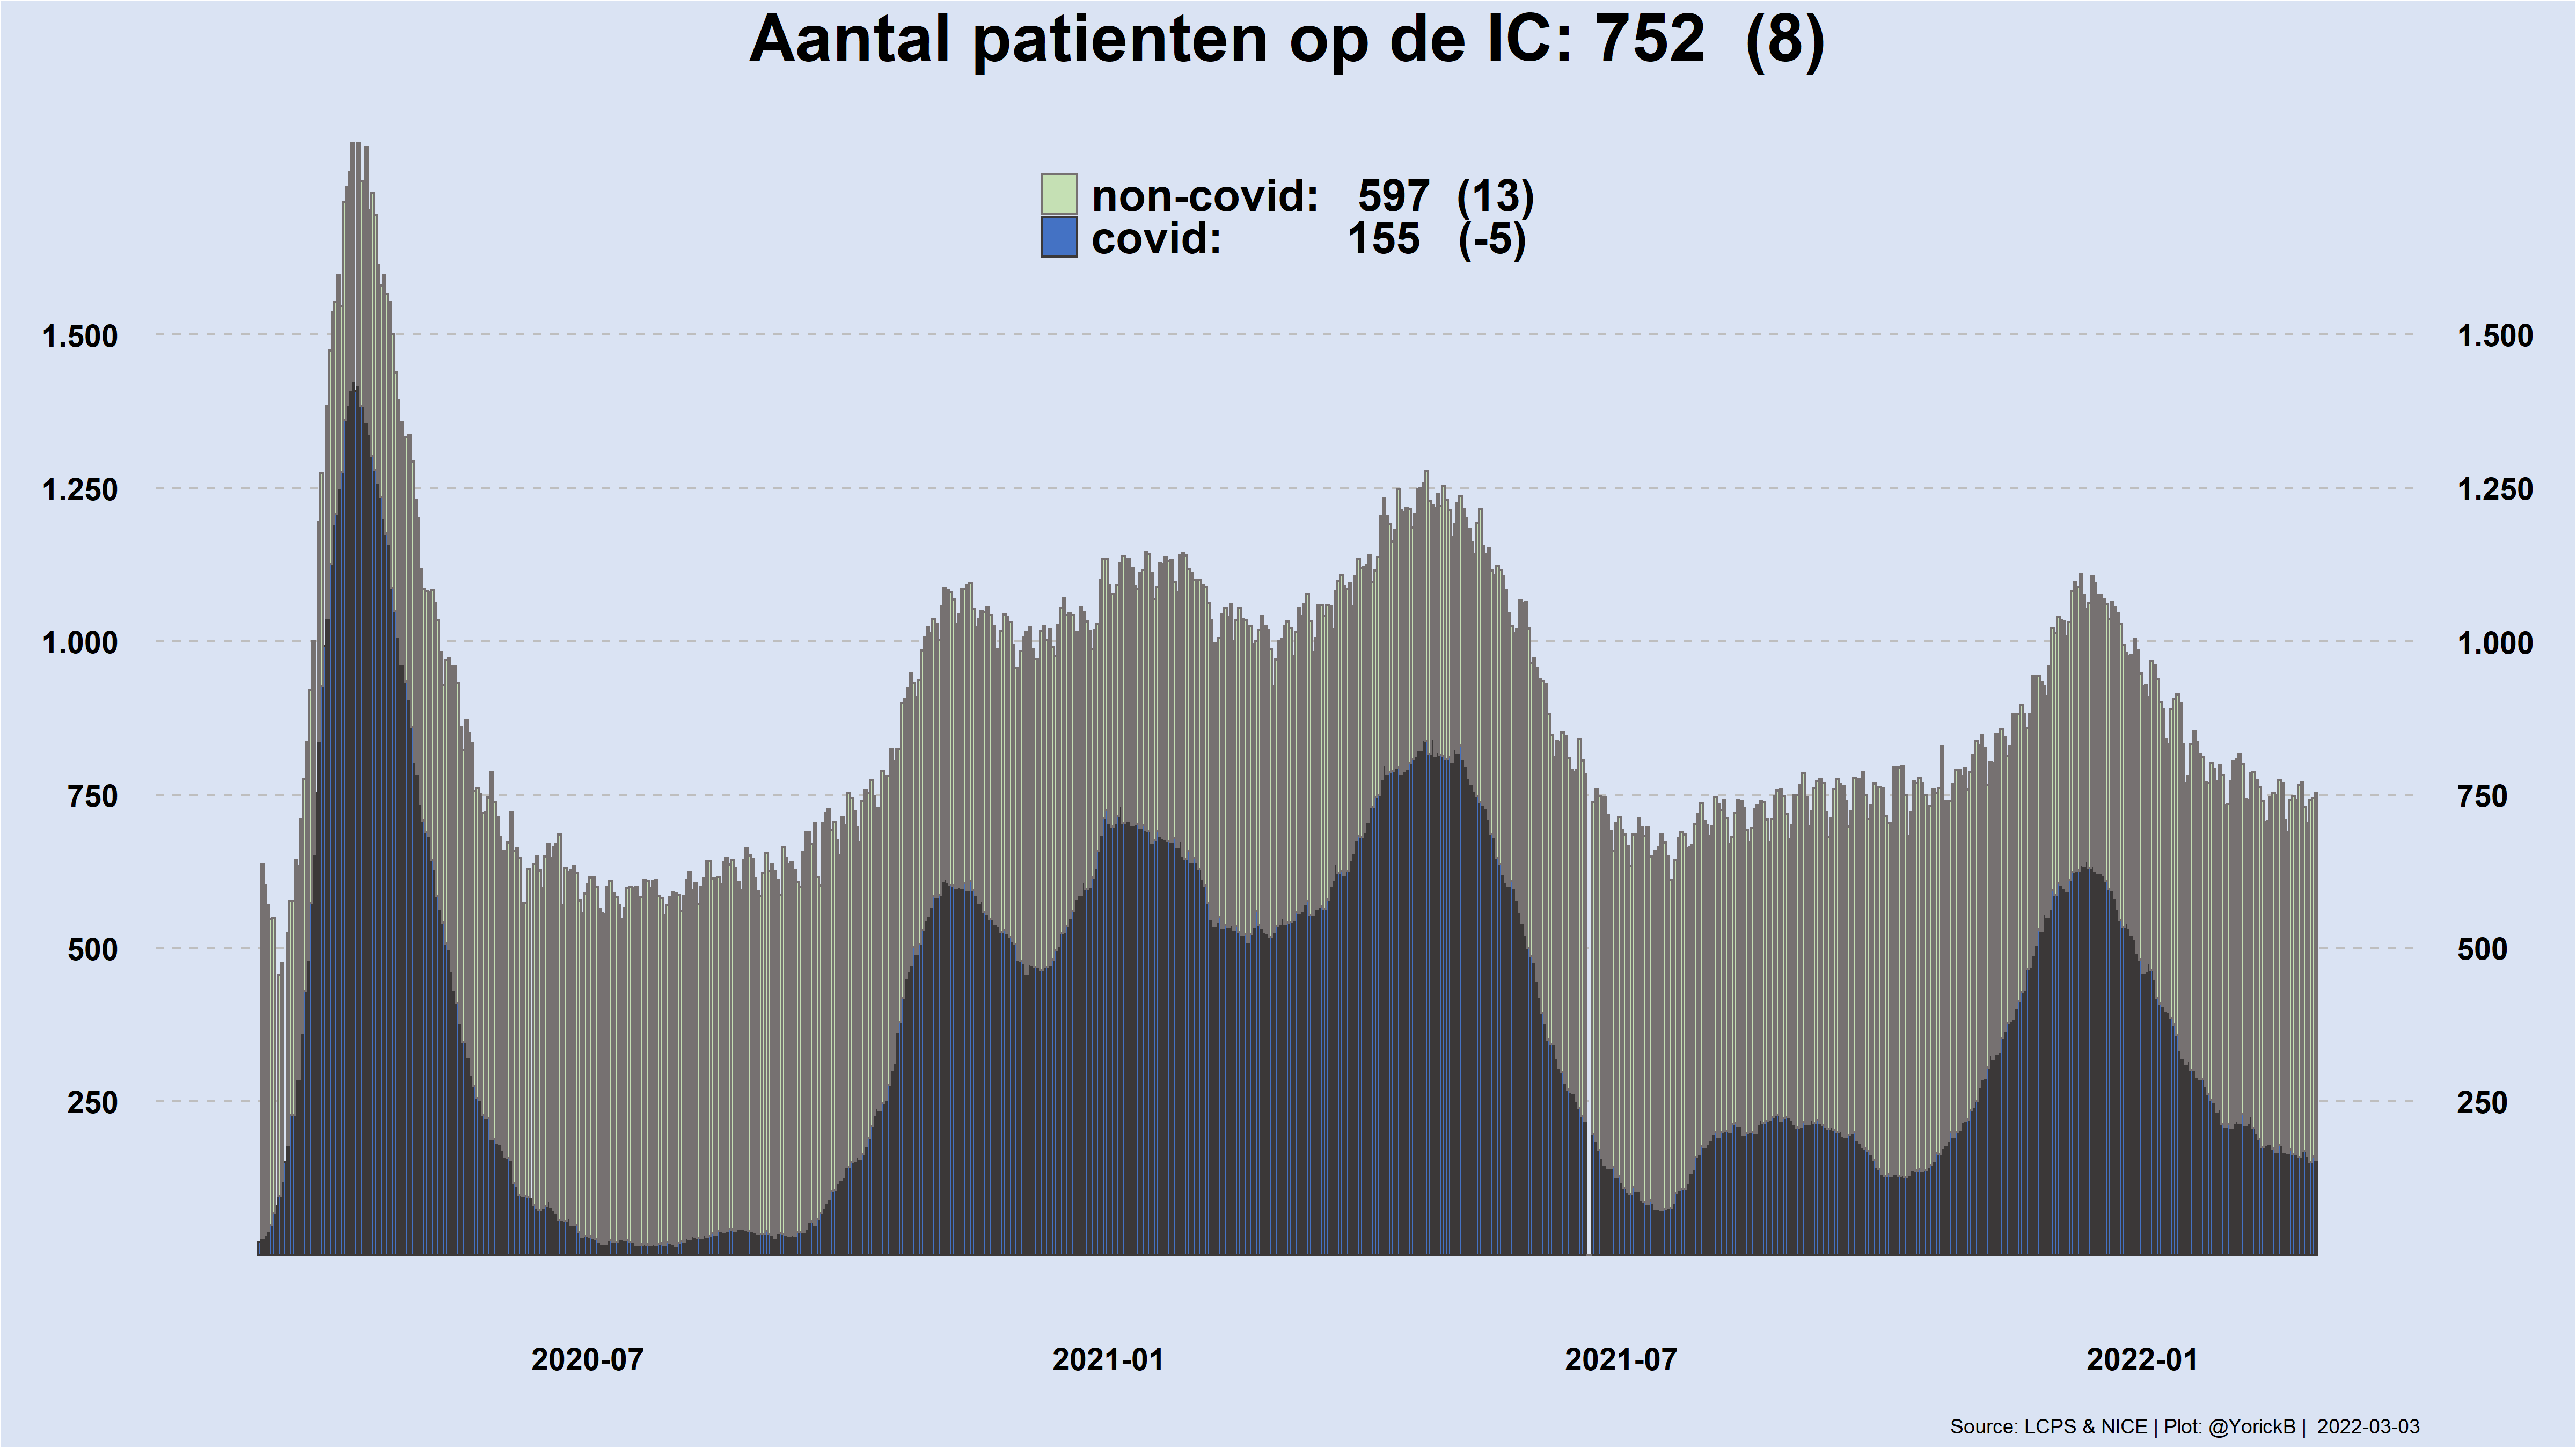 Aantal patienten op de IC: 752 (8)
non-covid: 597 (13)
covid: 155 (-5)
1.500 1.500
1.250 1.250
1.000 1.000
750 750
500 500
250 250
2020-07 2021-01 2021-07 2022-01
Source: LCPS & NICE | Plot: @YorickB | 2022-03-03